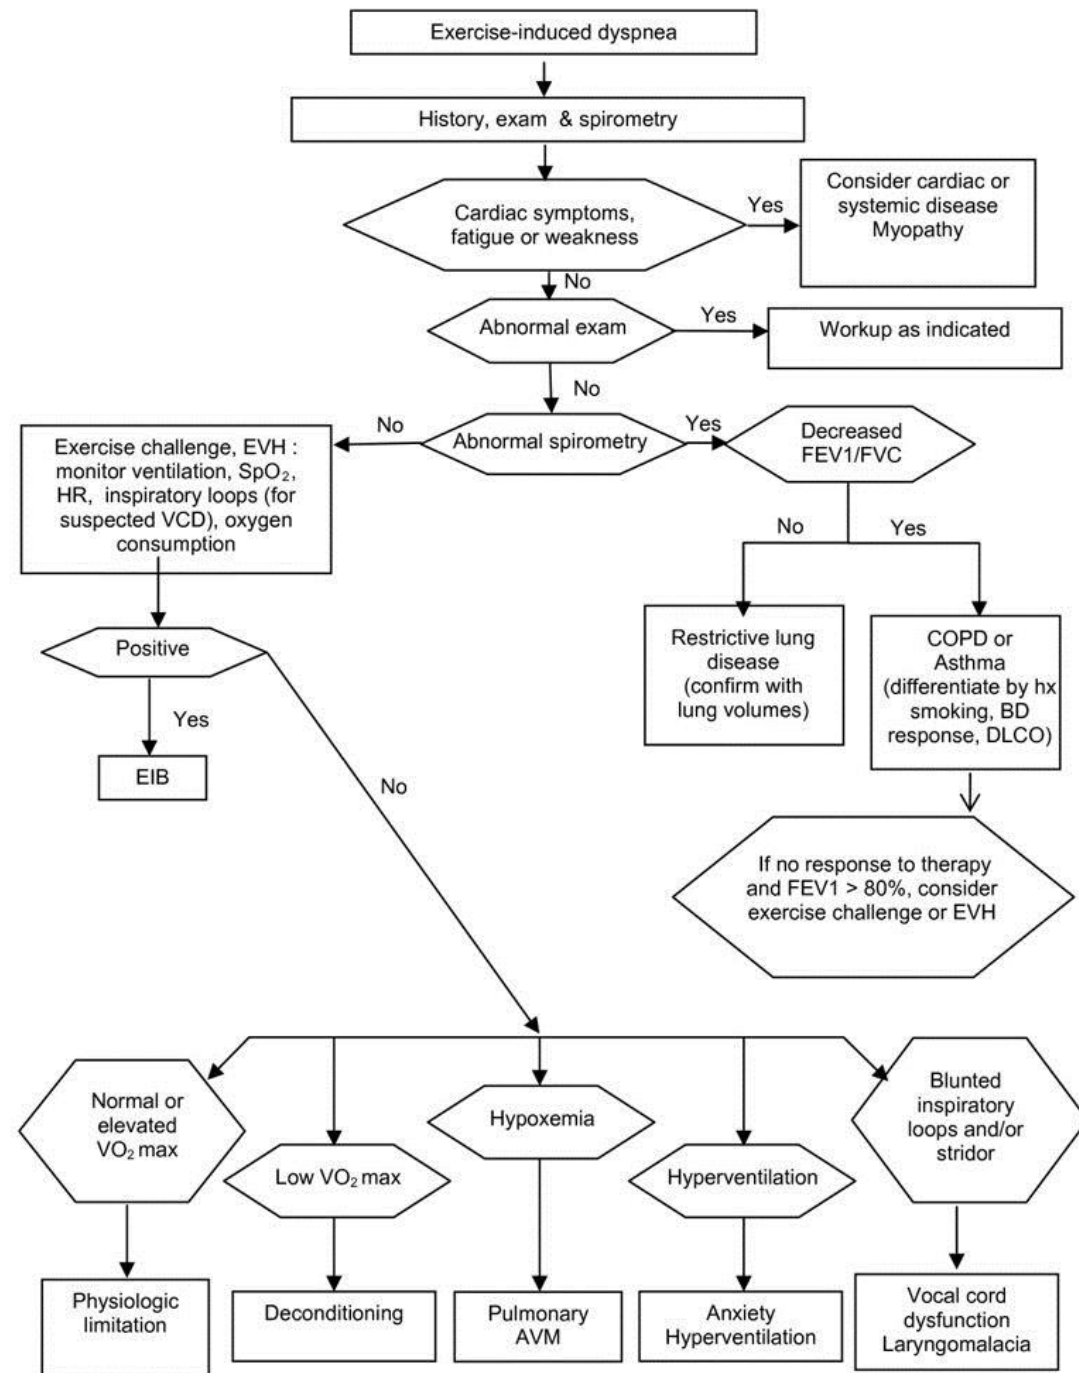 Exercise-induced dyspnea
History, exam & spirometry
Cardiac symptoms,
fatigue or weakness
Yes
Consider cardiac or
systemic disease
Myopathy
No
Abnormal exam
Yes
Workup as indicated
No
Abnormal spirometry
No
Yes
Decreased
FEV1/FVC
Exercise challenge, EVH :
monitor ventilation, SpO₂,
HR, inspiratory loops (for
suspected VCD), oxygen
consumption
No
Yes
Restrictive lung
disease
(confirm with
lung volumes)
COPD or
Asthma
(differentiate by hx
smoking, BD
response, DLCO)
Positive
Yes
EIB
No
If no response to therapy
and FEV1 > 80%, consider
exercise challenge or EVH
Normal or
elevated
VO₂ max
Low VO₂ max
Hypoxemia
Hyperventilation
Blunted
inspiratory
loops and/or
stridor
Physiologic
limitation
Deconditioning
Pulmonary
AVM
Anxiety
Hyperventilation
Vocal cord
dysfunction
Laryngomalacia